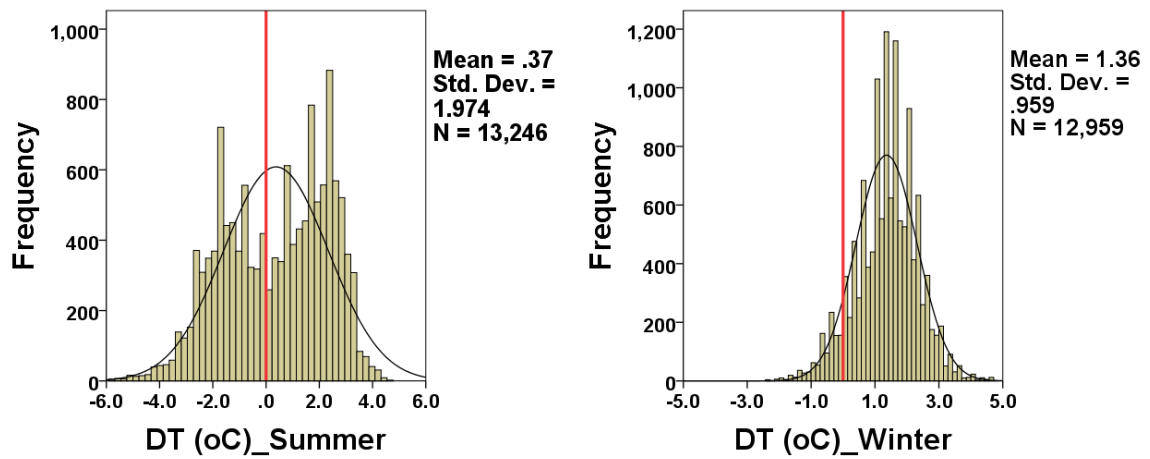 1,000
800
600
400
200
0
-6.0 -4.0 -2.0 .0 2.0 4.0 6.0
Frequency
DT (oC)_Summer
Mean = .37
Std. Dev. =
1.974
N = 13,246
1,200
1,000
800
600
400
200
0
-5.0 -3.0 -1.0 1.0 3.0 5.0
Frequency
DT (oC)_Winter
Mean = 1.36
Std. Dev. =
.959
N = 12,959